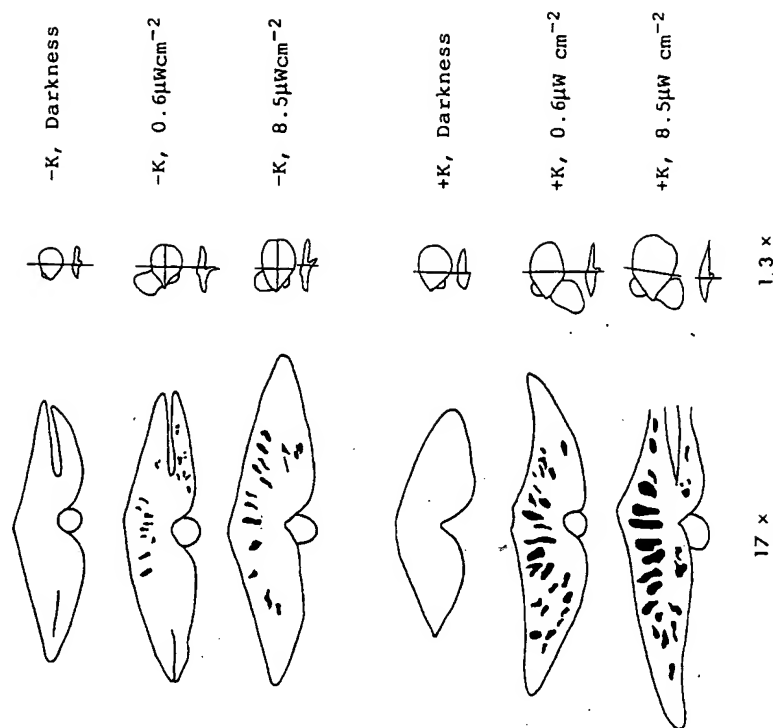 -K, Darkness
-K, 0.6μWcm⁻²
-K, 8.5μWcm⁻²
+K, Darkness
+K, 0.6μW cm⁻²
+K, 8.5μW cm⁻²
1.3 ×
17 ×